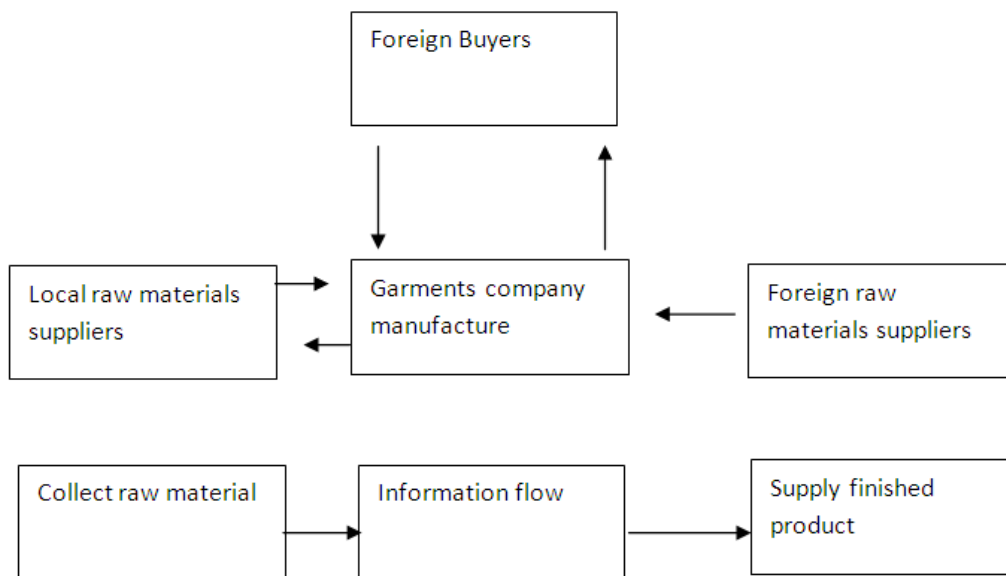 Foreign Buyers
Local raw materials
suppliers
Garments company
manufacture
Foreign raw
materials suppliers
Collect raw material
Information flow
Supply finished
product